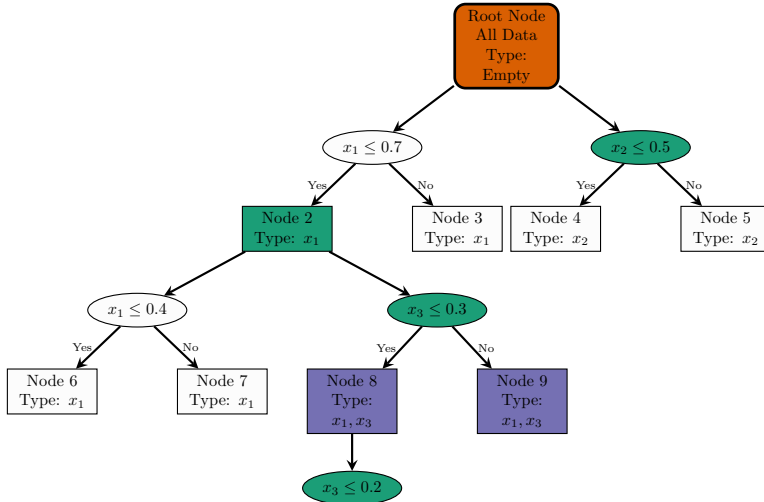 Root Node
All Data
Type:
Empty
x₁ ≤ 0.7
x₂ ≤ 0.5
Yes
No
Yes
No
Node 2
Type: x₁
Node 3
Type: x₁
Node 4
Type: x₂
Node 5
Type: x₂
x₁ ≤ 0.4
x₃ ≤ 0.3
Yes
No
Yes
No
Node 6
Type: x₁
Node 7
Type: x₁
Node 8
Type:
x₁, x₃
Node 9
Type:
x₁, x₃
x₃ ≤ 0.2